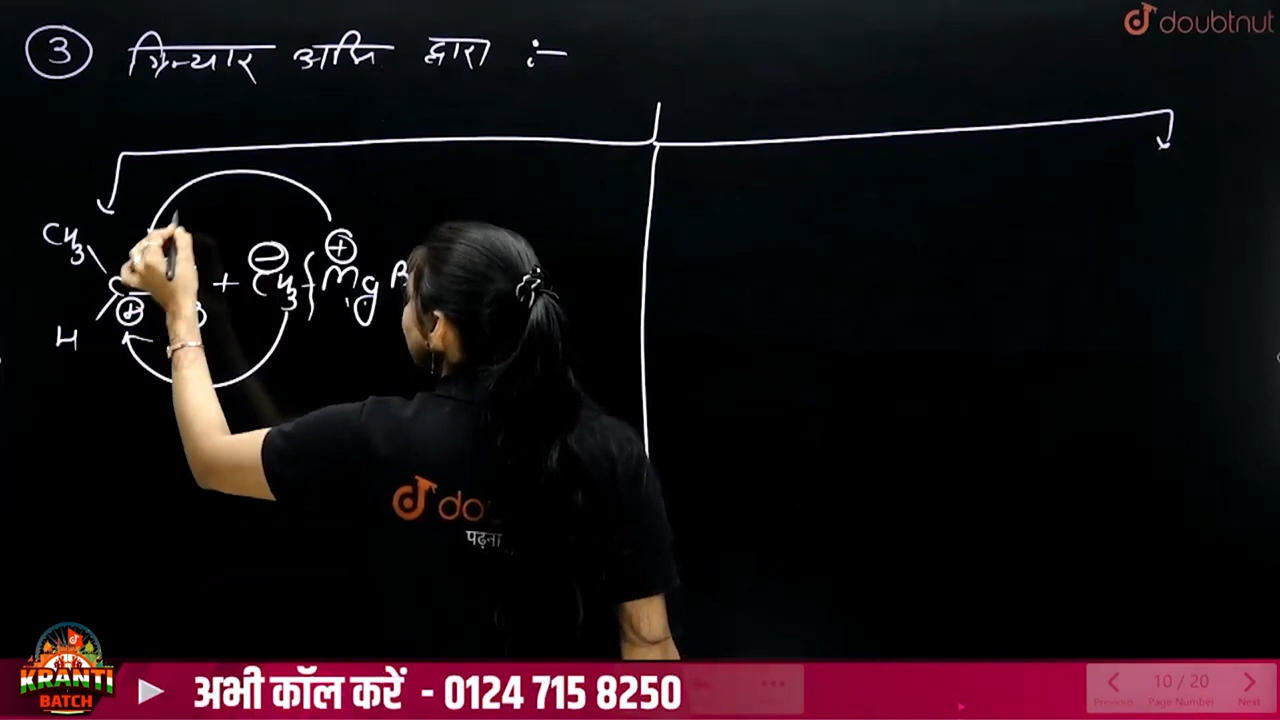 doubtnut
3 ग्रिन्यार अभि द्वारा :-
CH3
C + CH3 Mg B
H
do
पढ़ना
KRANTI
BATCH
अभी कॉल करें - 0124 715 8250
10 / 20
Previous Page Number Next